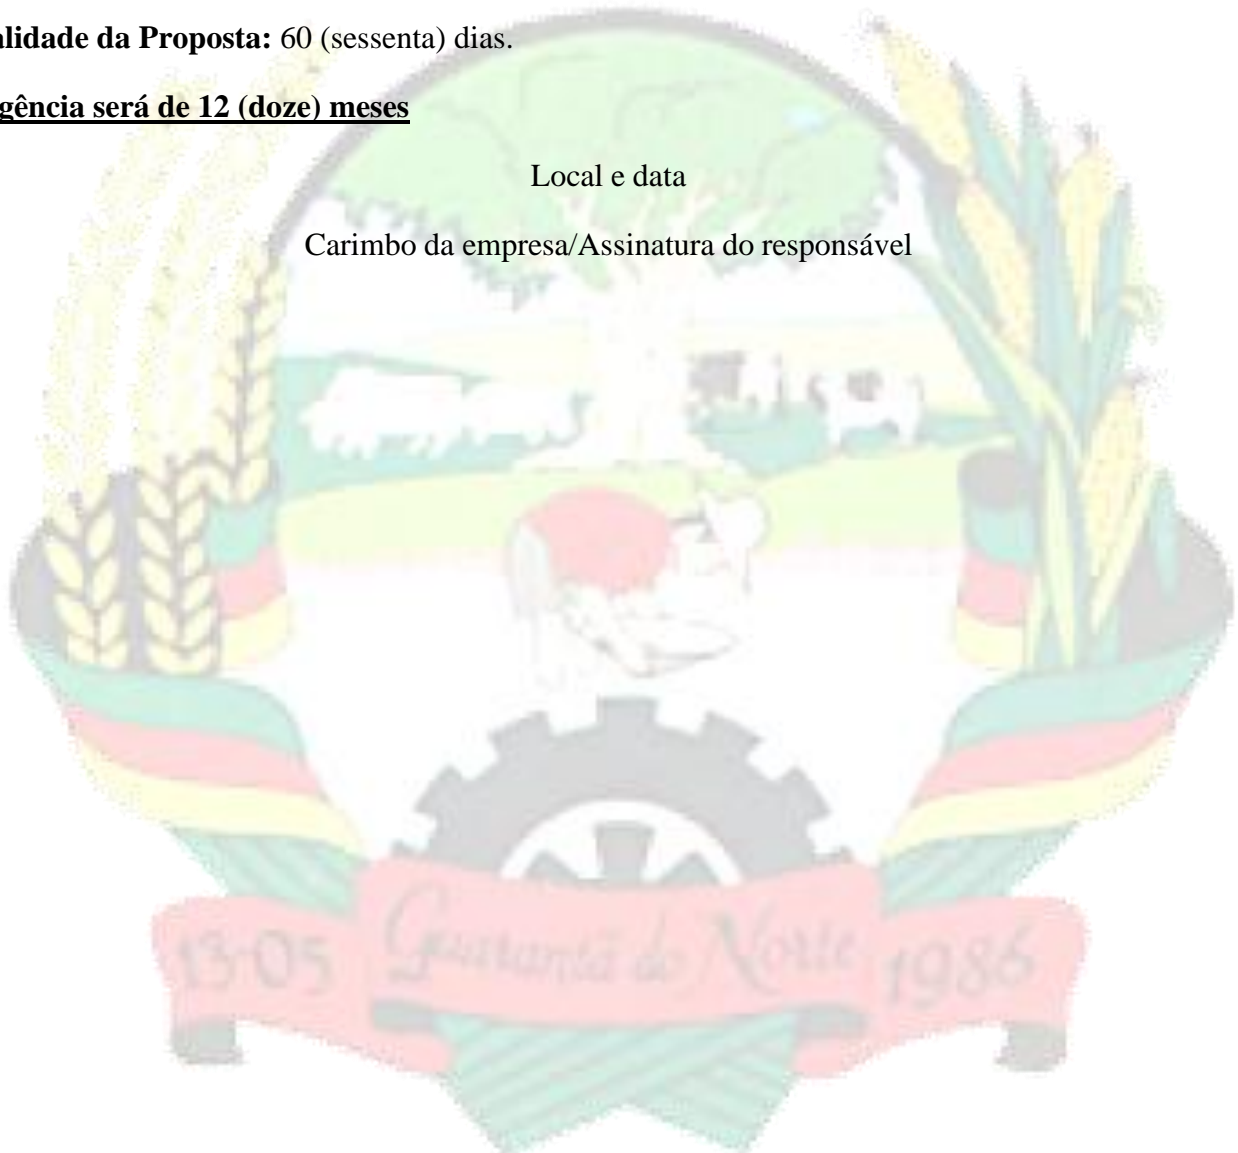 alidade da Proposta: 60 (sessenta) dias.
gência será de 12 (doze) meses
Local e data
Carimbo da empresa/Assinatura do responsável
13-05 Guarantã do Norte 1986